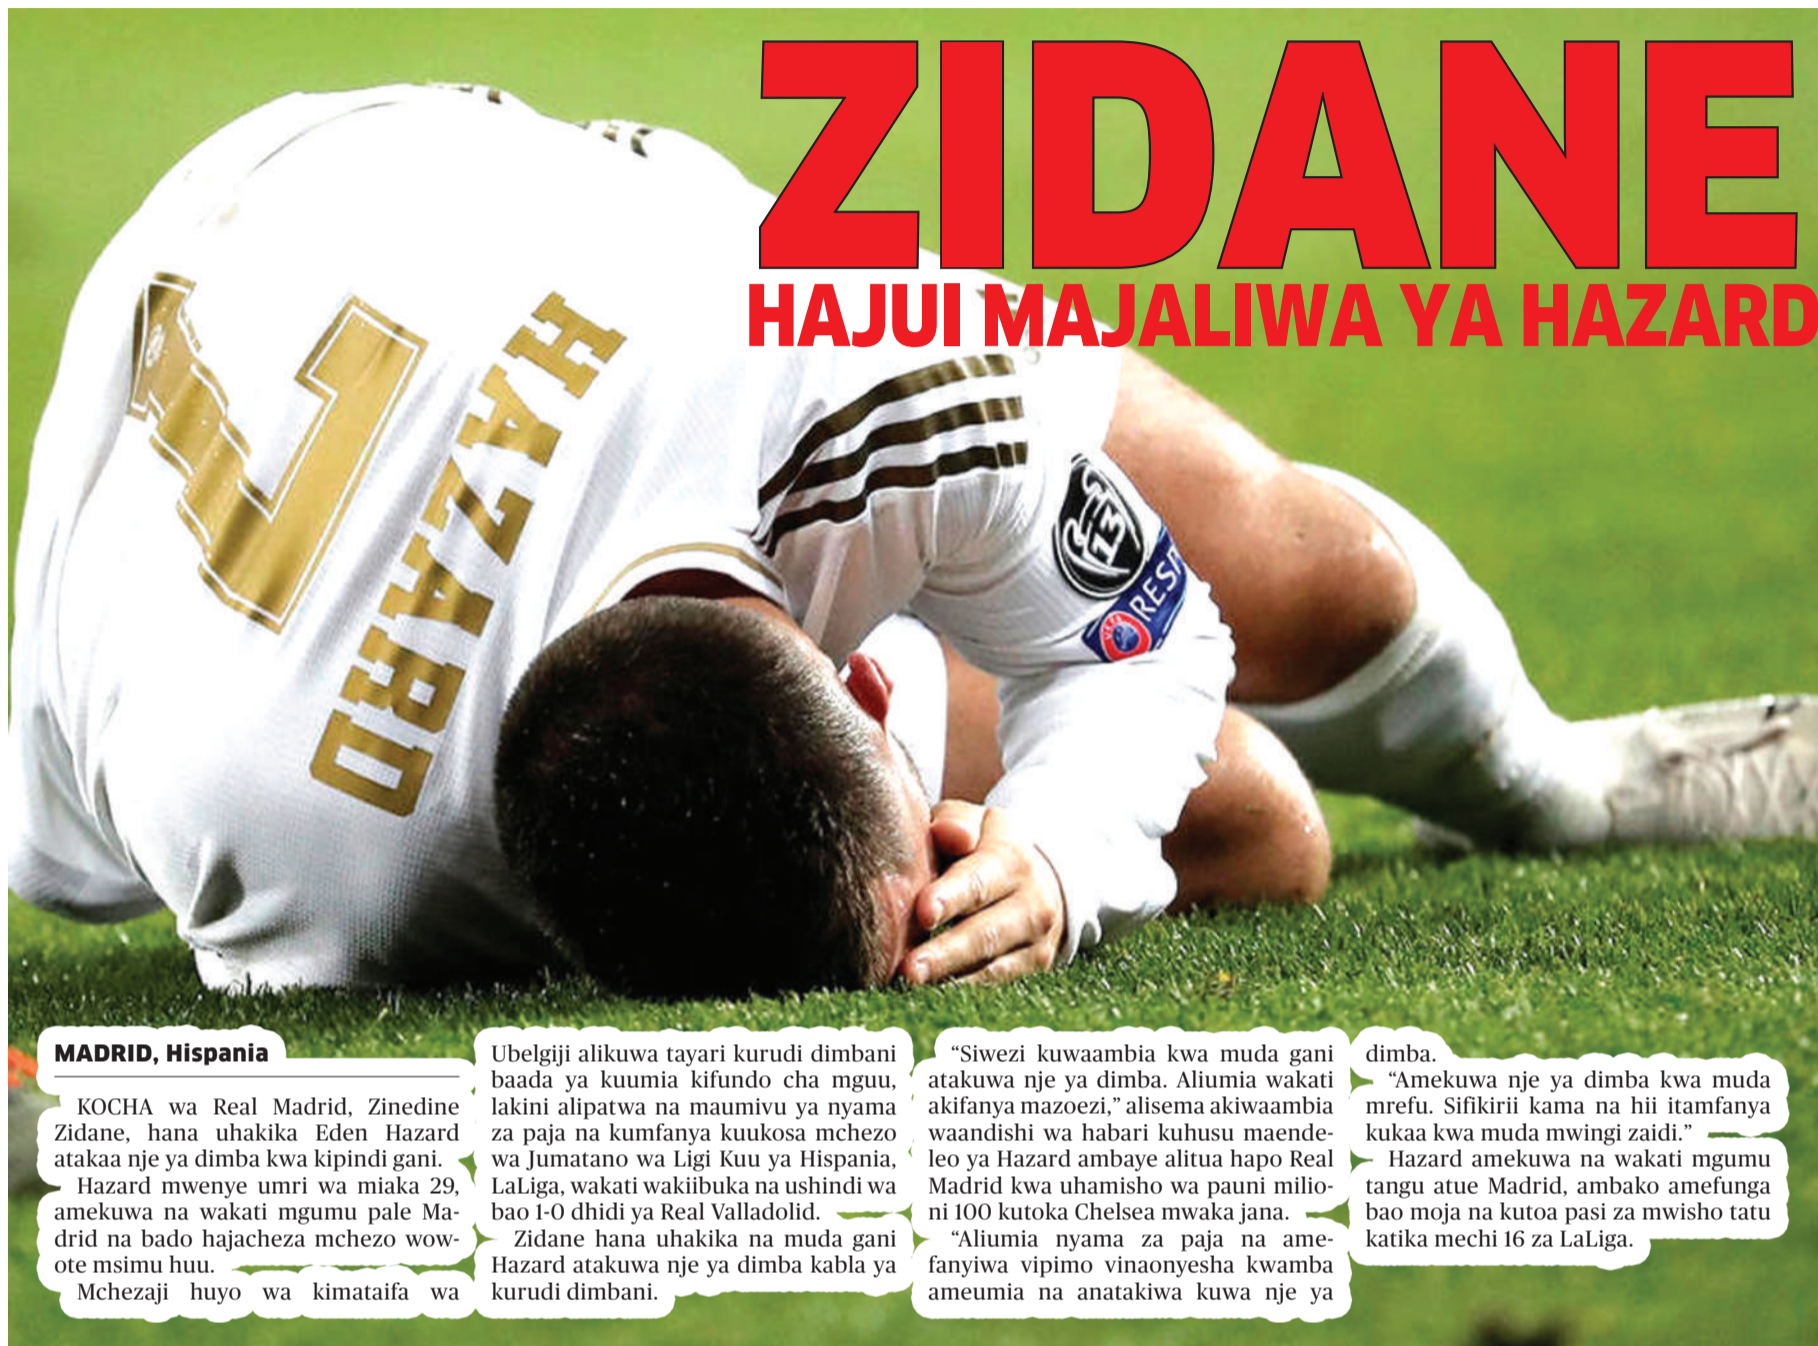 ZIDANE
HAJUI MAJALIWA YA HAZARD
7
HAZARD
13
UEFA
RESP
MADRID, Hispania
KOCHA wa Real Madrid, Zinedine
Zidane, hana uhakika Eden Hazard
atakaa nje ya dimba kwa kipindi gani.
Hazard mwenye umri wa miaka 29,
amekuwa na wakati mgumu pale Ma-
drid na bado hajacheza mchezo wow-
ote msimu huu.
Mchezaji huyo wa kimataifa wa
Ubelgiji alikuwa tayari kurudi dimbani
baada ya kuumia kifundo cha mguu,
lakini alipatwa na maumivu ya nyama
za paja na kumfanya kuukosa mchezo
wa Jumatano wa Ligi Kuu ya Hispania,
LaLiga, wakati wakiibuka na ushindi wa
bao 1-0 dhidi ya Real Valladolid.
Zidane hana uhakika na muda gani
Hazard atakuwa nje ya dimba kabla ya
kurudi dimbani.
“Siwezi kuwaambia kwa muda gani
atakuwa nje ya dimba. Aliumia wakati
akifanya mazoezi,” alisema akiwaambia
waandishi wa habari kuhusu maende-
leo ya Hazard ambaye alitua hapo Real
Madrid kwa uhamisho wa pauni milio-
ni 100 kutoka Chelsea mwaka jana.
“Aliumia nyama za paja na ame-
fanyiwa vipimo vinaonyesha kwamba
ameumia na anatakiwa kuwa nje ya
dimba.
“Amekuwa nje ya dimba kwa muda
mrefu. Sifikirii kama na hii itamfanya
kukaa kwa muda mwingi zaidi.”
Hazard amekuwa na wakati mgumu
tangu atue Madrid, ambako amefunga
bao moja na kutoa pasi za mwisho tatu
katika mechi 16 za LaLiga.